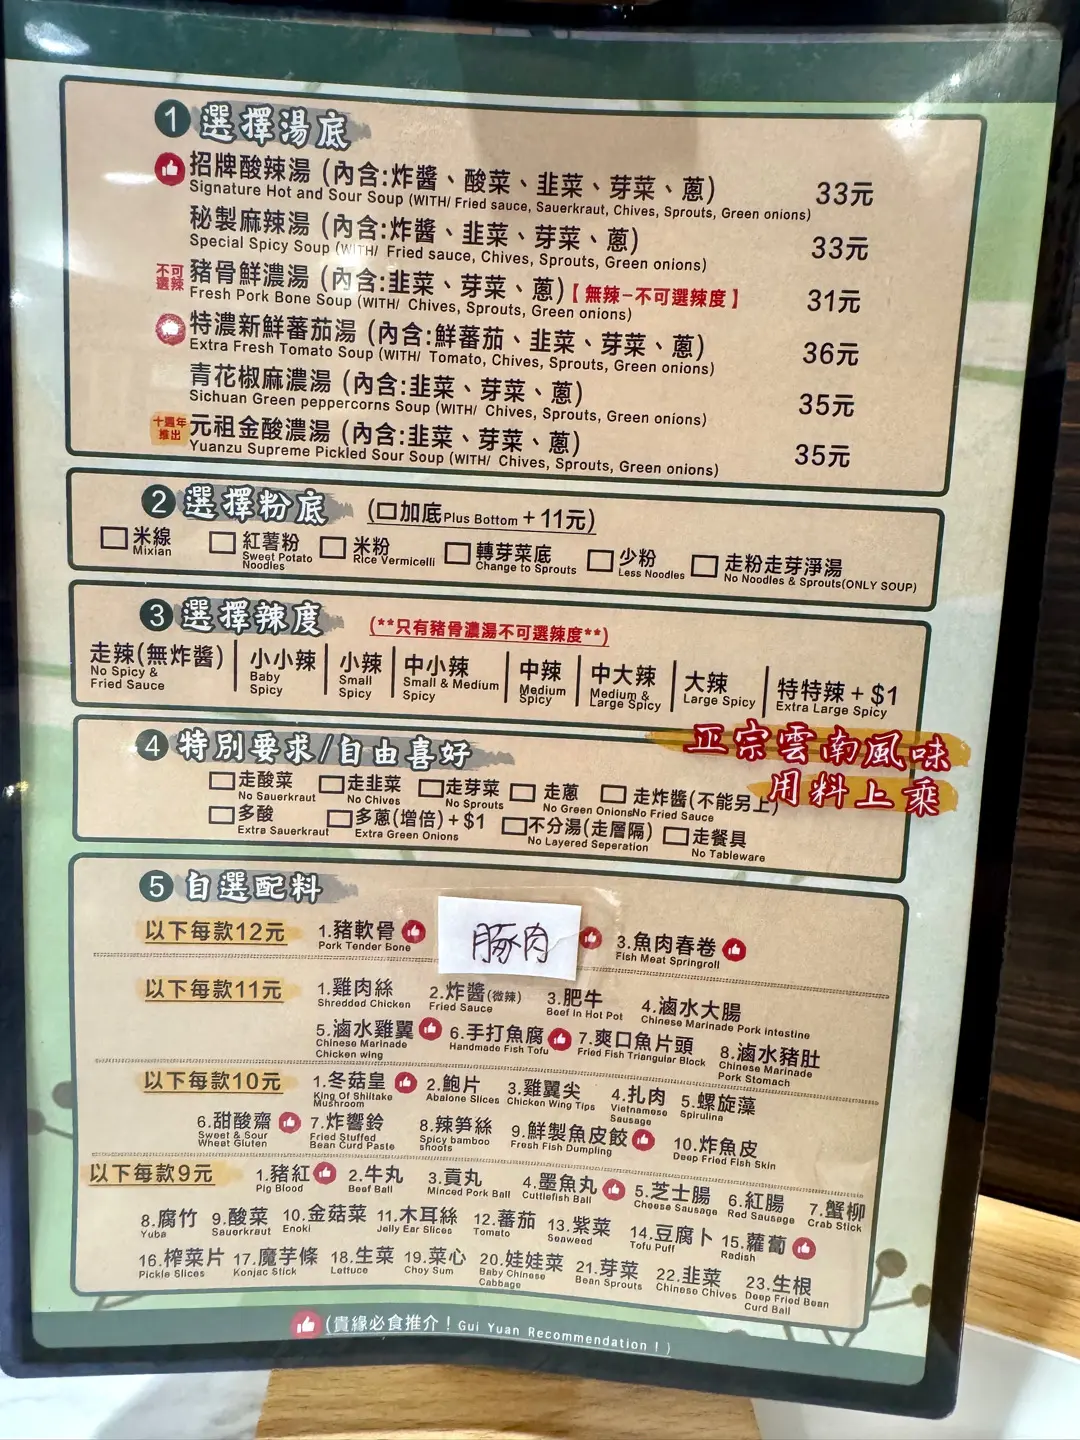 1 選擇湯底
招牌酸辣湯 (內含:炸醬、酸菜、韭菜、芽菜、蔥) 33元
Signature Hot and Sour Soup (WITH/ Fried sauce, Sauerkraut, Chives, Sprouts, Green onions)
秘製麻辣湯 (內含:炸醬、韭菜、芽菜、蔥) 33元
Special Spicy Soup (WITH/ Fried sauce, Chives, Sprouts, Green onions)
不可選辣 豬骨鮮濃湯 (內含:韭菜、芽菜、蔥)【無辣-不可選辣度】 31元
Fresh Pork Bone Soup (WITH/ Chives, Sprouts, Green onions)
特濃新鮮蕃茄湯 (內含:鮮蕃茄、韭菜、芽菜、蔥) 36元
Extra Fresh Tomato Soup (WITH/ Tomato, Chives, Sprouts, Green onions)
青花椒麻濃湯 (內含:韭菜、芽菜、蔥) 35元
Sichuan Green peppercorns Soup (WITH/ Chives, Sprouts, Green onions)
十週年推出 元祖金酸濃湯 (內含:韭菜、芽菜、蔥) 35元
Yuanzu Supreme Pickled Sour Soup (WITH/ Chives, Sprouts, Green onions)
2 選擇粉底 (□加底 Plus Bottom + 11元)
□ 米線 □ 紅薯粉 □ 米粉 □ 轉芽菜底 □ 少粉 □ 走粉走芽淨湯
Mixian Sweet Potato Noodles Rice Vermicelli Change to Sprouts Less Noodles No Noodles & Sprouts(ONLY SOUP)
3 選擇辣度 (**只有豬骨濃湯不可選辣度**)
走辣(無炸醬) 小小辣 小辣 中小辣 中辣 中大辣 大辣 特特辣 + $1
No Spicy & Fried Sauce Baby Spicy Small Spicy Small & Medium Spicy Medium Spicy Medium & Large Spicy Large Spicy Extra Large Spicy
正宗雲南風味
用料上乘
4 特別要求/自由喜好
□ 走酸菜 □ 走韭菜 □ 走芽菜 □ 走蔥 □ 走炸醬(不能另上)
No Sauerkraut No Chives No Sprouts No Green Onions No Fried Sauce
□ 多酸 □ 多蔥(增倍) + $1 □ 不分湯(走層隔) □ 走餐具
Extra Sauerkraut Extra Green Onions No Layered Seperation No Tableware
5 自選配料
以下每款12元 1.豬軟骨 豚肉 3.魚肉春卷
Pork Tender Bone Fish Meat Springroll
以下每款11元 1.雞肉絲 2.炸醬(微辣) 3.肥牛 4.滷水大腸
Shredded Chicken Fried Sauce Beef In Hot Pot Chinese Marinade Pork Intestine
5.滷水雞翼 6.手打魚腐 7.爽口魚片頭 8.滷水豬肚
Chinese Marinade Chicken wing Handmade Fish Tofu Fried Fish Triangular Block Chinese Marinade Pork Stomach
以下每款10元 1.冬菇皇 2.鮑片 3.雞翼尖 4.扎肉 5.螺旋藻
King Of Shiitake Mushroom Abalone Slices Chicken Wing Tips Vietnamese Sausage Spirulina
6.甜酸齋 7.炸響鈴 8.辣筍絲 9.鮮製魚皮餃 10.炸魚皮
Sweet & Sour Wheat Gluten Fried Stuffed Bean Curd Paste Spicy bamboo shoots Fresh Fish Dumpling Deep Fried Fish Skin
以下每款9元 1.豬紅 2.牛丸 3.貢丸 4.墨魚丸 5.芝士腸 6.紅腸 7.蟹柳
Pig Blood Beef Ball Minced Pork Ball Cuttlefish Ball Cheese Sausage Red Sausage Crab Stick
8.腐竹 9.酸菜 10.金菇菜 11.木耳絲 12.蕃茄 13.紫菜 14.豆腐卜 15.蘿蔔
Yuba Sauerkraut Enoki Jelly Ear Slices Tomato Seaweed Tofu Puff Radish
16.榨菜片 17.魔芋條 18.生菜 19.菜心 20.娃娃菜 21.芽菜 22.韭菜 23.生根
Pickle Slices Konjac Stick Lettuce Choy Sum Baby Chinese Cabbage Bean Sprouts Chinese Chives Deep Fried Bean Curd Ball
(貴緣必食推介！Gui Yuan Recommendation！)